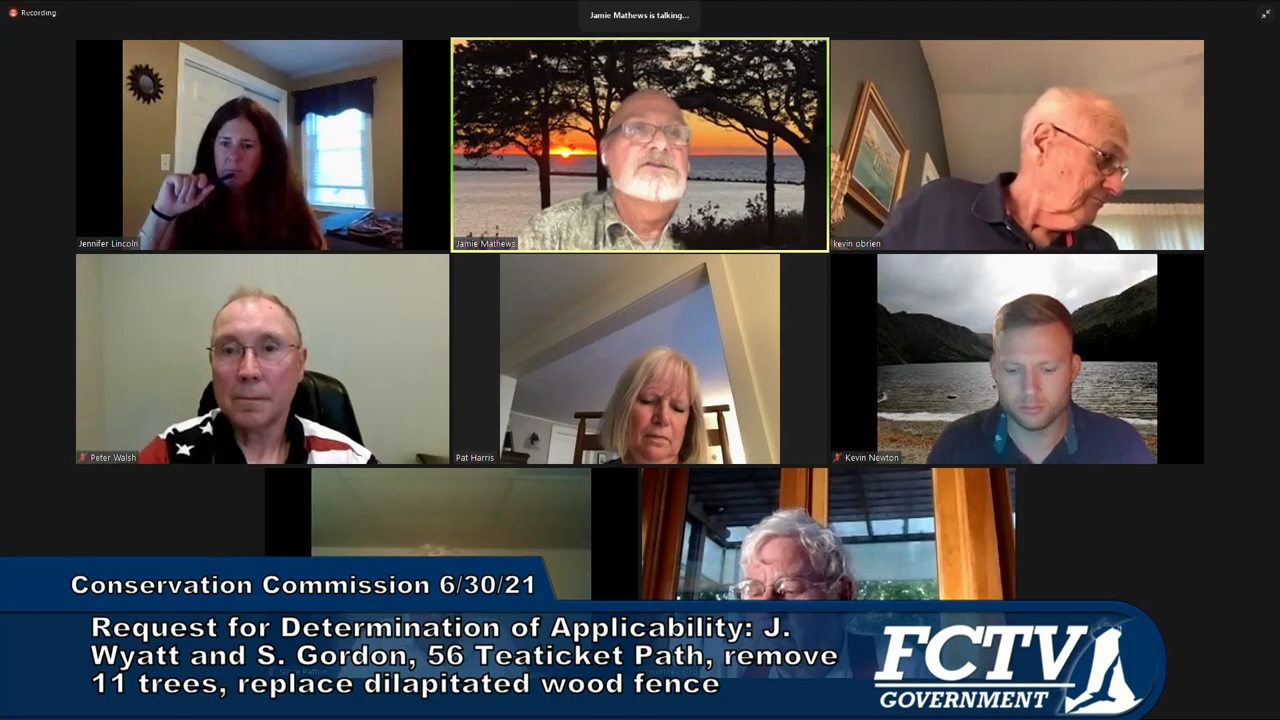 Recording
Jamie Mathews is talking...
Jennifer Lincoln
Jamie Mathews
kevin obrien
Peter Walsh
Pat Harris
Kevin Newton
Conservation Commission 6/30/21
Request for Determination of Applicability: J.
Wyatt and S. Gordon, 56 Teaticket Path, remove
11 trees, replace dilapitated wood fence
FCTV
GOVERNMENT